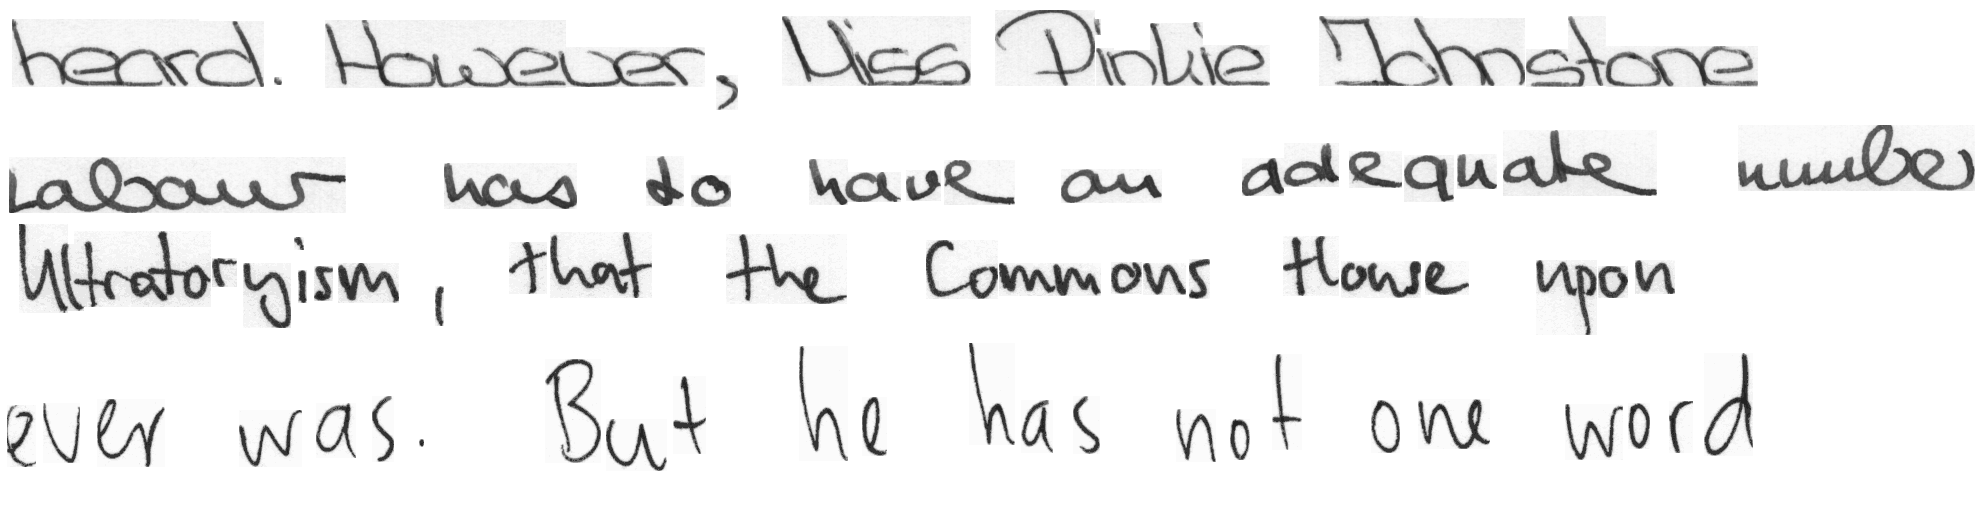 heard. However, Miss Pinkie Johnstone
Labour has to have an adequate number
Ultratoryism, that the Commons House upon
ever was. But he has not one word